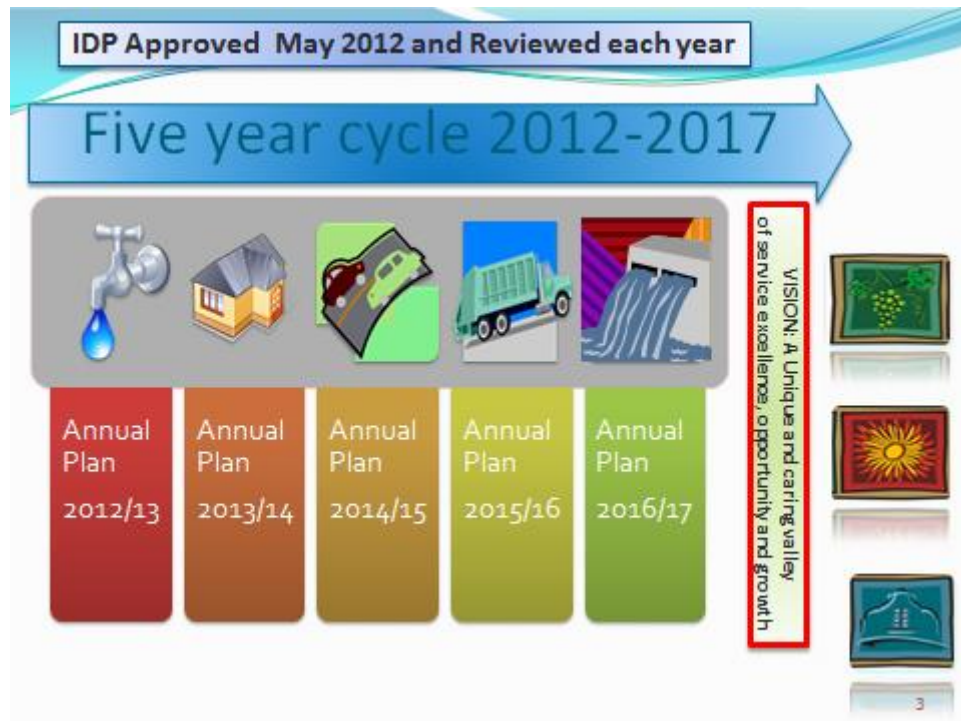 IDP Approved May 2012 and Reviewed each year
Five year cycle 2012-2017
Annual
Plan
2012/13
Annual
Plan
2013/14
Annual
Plan
2014/15
Annual
Plan
2015/16
Annual
Plan
2016/17
VISION: A Unique and caring valley
of service excellence, opportunity and growth
3